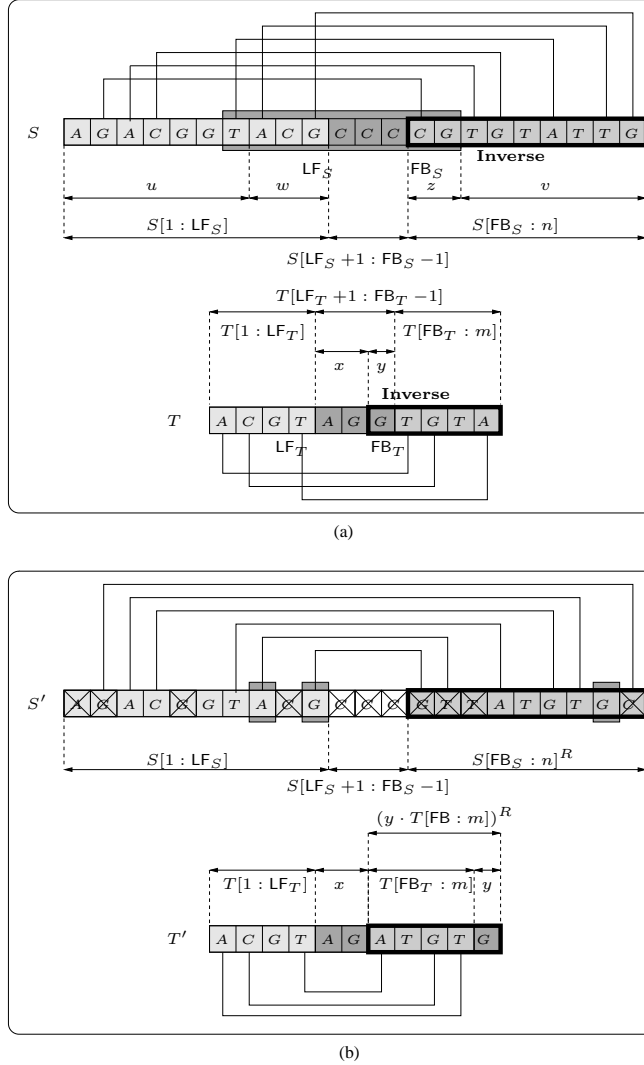 S A G A C G G T A C G C C C C G T G T A T T G
Inverse
LF_S FB_S
u w z v
S[1 : LF_S] S[FB_S : n]
S[LF_S +1 : FB_S −1]
T[LF_T +1 : FB_T −1]
T[1 : LF_T] T[FB_T : m]
x y
Inverse
T A C G T A G G T G T A
LF_T FB_T
(a)
S′ A G A C G G T A C G C C C G T T A T G T G C
S[1 : LF_S] S[FB_S : n]^R
S[LF_S +1 : FB_S −1]
(y · T[FB : m])^R
T[1 : LF_T] x T[FB_T : m] y
T′ A C G T A G A T G T G
(b)